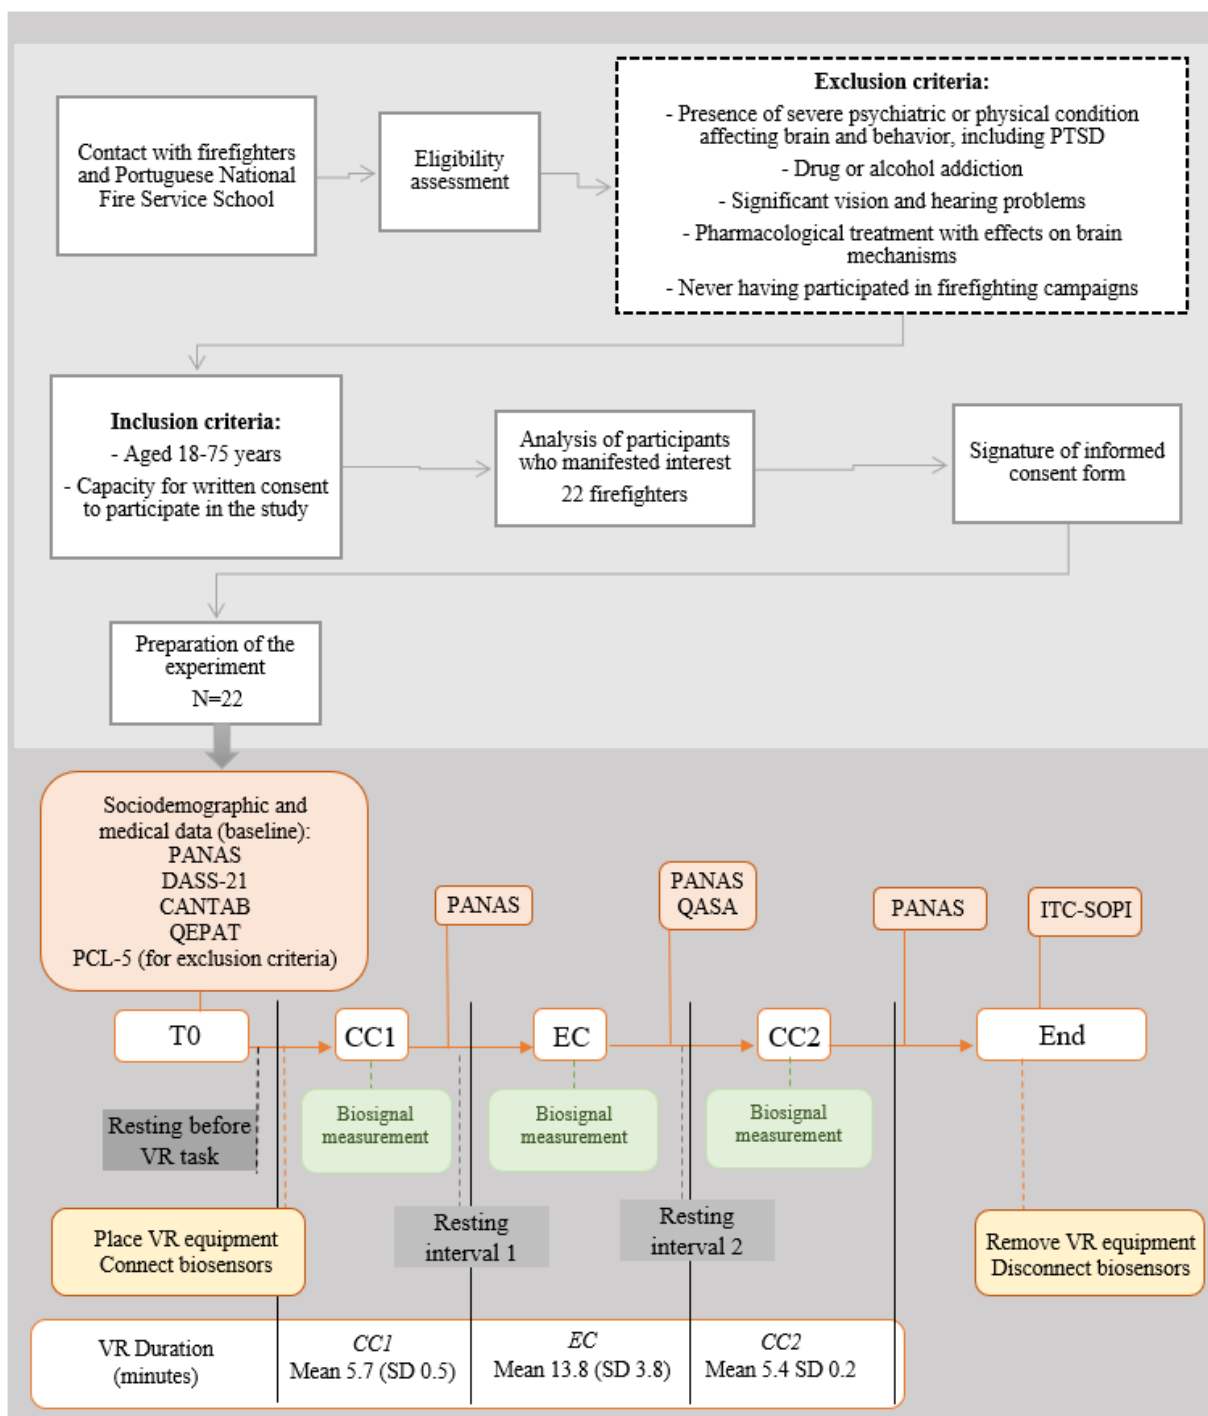 Contact with firefighters
and Portuguese National
Fire Service School
Eligibility
assessment
Exclusion criteria:
- Presence of severe psychiatric or physical condition
affecting brain and behavior, including PTSD
- Drug or alcohol addiction
- Significant vision and hearing problems
- Pharmacological treatment with effects on brain
mechanisms
- Never having participated in firefighting campaigns
Inclusion criteria:
- Aged 18-75 years
- Capacity for written consent
to participate in the study
Analysis of participants
who manifested interest
22 firefighters
Signature of informed
consent form
Preparation of the
experiment
N=22
Sociodemographic and
medical data (baseline):
PANAS
DASS-21
CANTAB
QEPAT
PCL-5 (for exclusion criteria)
PANAS
PANAS
QASA
PANAS
ITC-SOPI
T0
CC1
EC
CC2
End
Biosignal
measurement
Biosignal
measurement
Biosignal
measurement
Resting before
VR task
Resting
interval 1
Resting
interval 2
Place VR equipment
Connect biosensors
Remove VR equipment
Disconnect biosensors
VR Duration
(minutes)
CC1
Mean 5.7 (SD 0.5)
EC
Mean 13.8 (SD 3.8)
CC2
Mean 5.4 SD 0.2